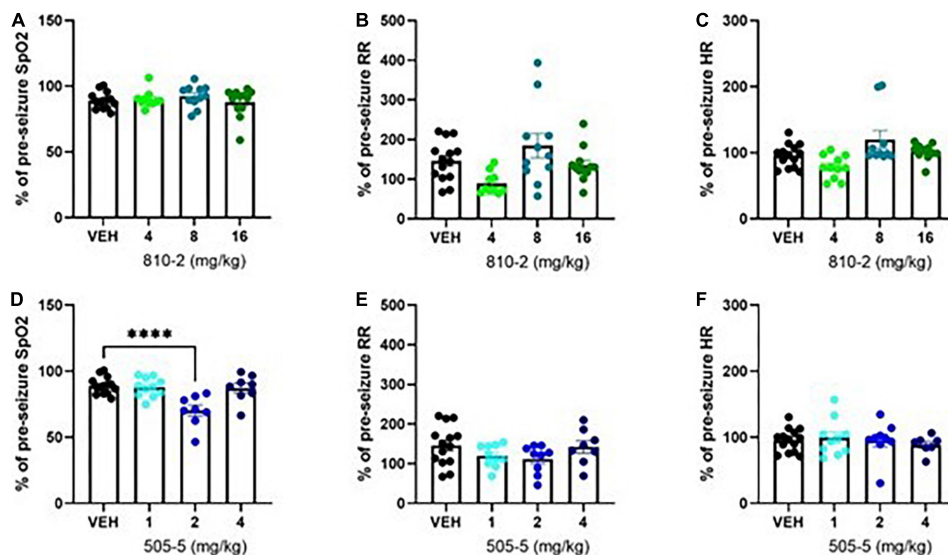 A
% of pre-seizure SpO2
150
100
50
0
VEH 4 8 16
810-2 (mg/kg)
B
% of pre-seizure RR
500
400
300
200
100
0
VEH 4 8 16
810-2 (mg/kg)
C
% of pre-seizure HR
300
200
100
0
VEH 4 8 16
810-2 (mg/kg)
D
% of pre-seizure SpO2
150
100
50
0
****
VEH 1 2 4
505-5 (mg/kg)
E
% of pre-seizure RR
500
400
300
200
100
0
VEH 1 2 4
505-5 (mg/kg)
F
% of pre-seizure HR
300
200
100
0
VEH 1 2 4
505-5 (mg/kg)